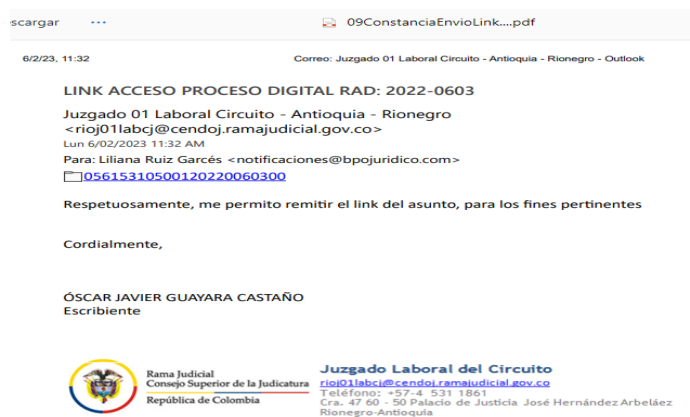 scargar ... 09ConstanciaEnvioLink....pdf
6/2/23, 11:32 Correo: Juzgado 01 Laboral Circuito - Antioquia - Rionegro - Outlook
LINK ACCESO PROCESO DIGITAL RAD: 2022-0603
Juzgado 01 Laboral Circuito - Antioquia - Rionegro
<rioj01labcj@cendoj.ramajudicial.gov.co>
Lun 6/02/2023 11:32 AM
Para: Liliana Ruiz Garcés <notificaciones@bpojuridico.com>
05615310500120220060300
Respetuosamente, me permito remitir el link del asunto, para los fines pertinentes
Cordialmente,
ÓSCAR JAVIER GUAYARA CASTAÑO
Escribiente
Rama Judicial
Consejo Superior de la Judicatura
República de Colombia
Juzgado Laboral del Circuito
rioj01labcj@cendoj.ramajudicial.gov.co
Teléfono: +57-4 531 1861
Cra. 47 60 - 50 Palacio de Justicia José Hernández Arbeláez
Rionegro-Antioquia